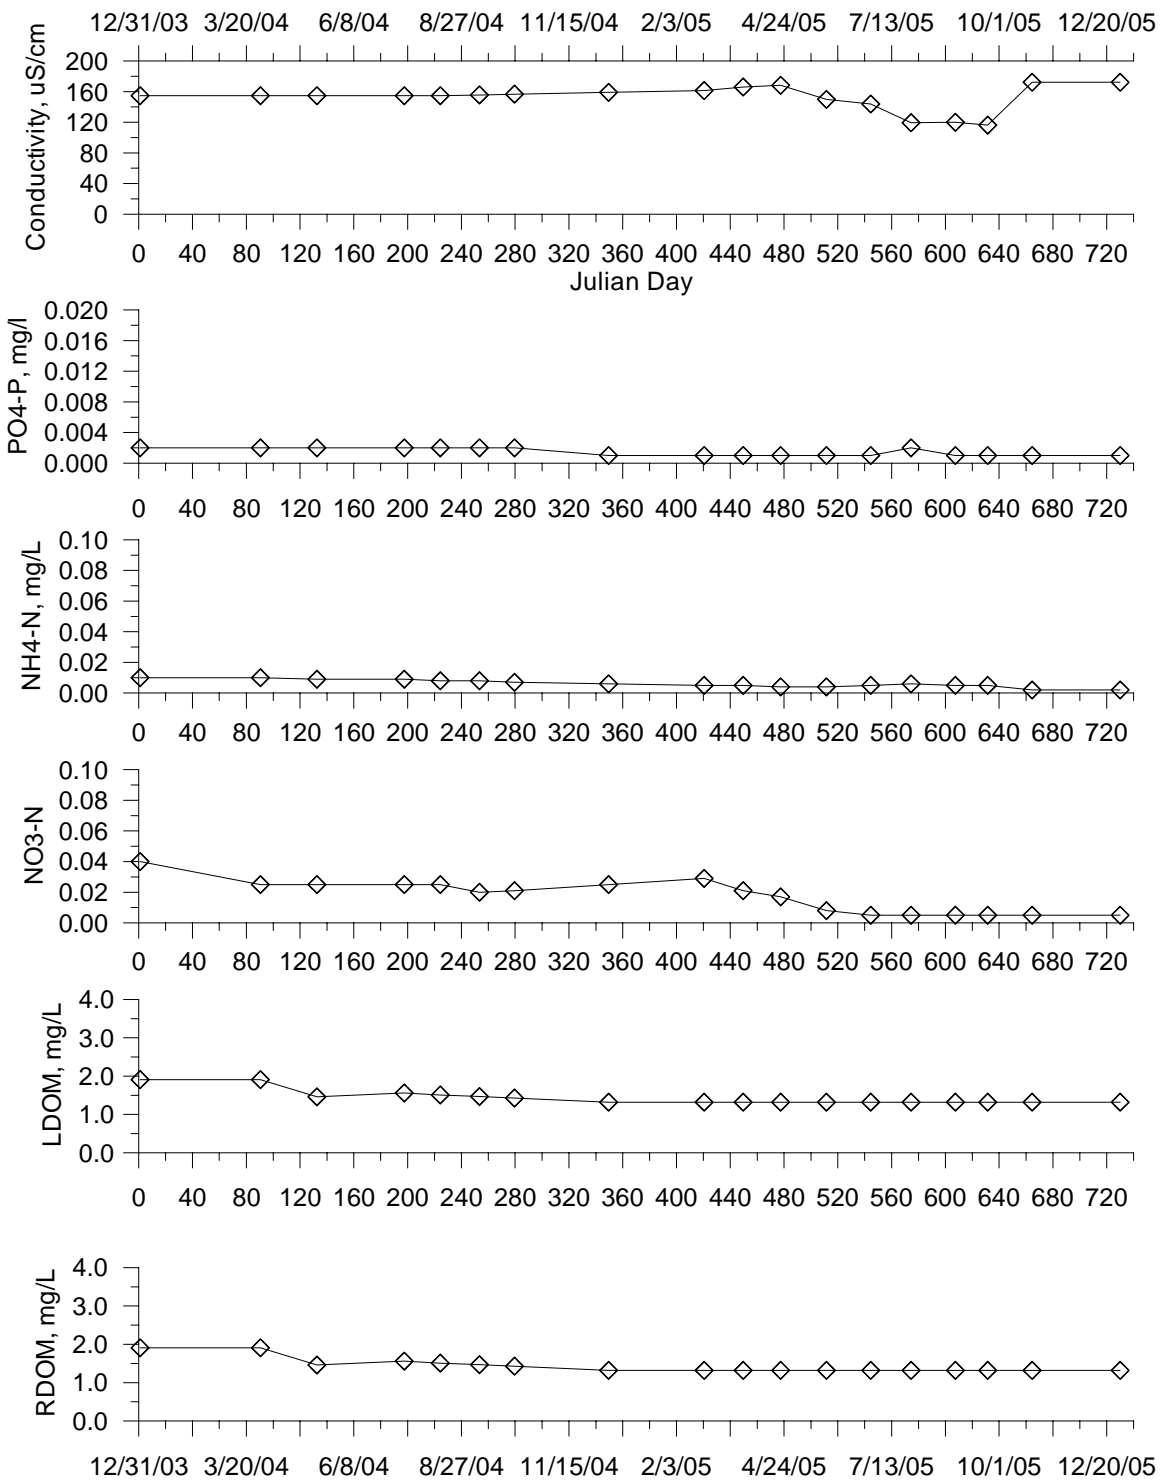 12/31/03 3/20/04 6/8/04 8/27/04 11/15/04 2/3/05 4/24/05 7/13/05 10/1/05 12/20/05
Conductivity, uS/cm
200
160
120
80
40
0
0 40 80 120 160 200 240 280 320 360 400 440 480 520 560 600 640 680 720
Julian Day
PO4-P, mg/l
0.020
0.016
0.012
0.008
0.004
0.000
0 40 80 120 160 200 240 280 320 360 400 440 480 520 560 600 640 680 720
NH4-N, mg/L
0.10
0.08
0.06
0.04
0.02
0.00
0 40 80 120 160 200 240 280 320 360 400 440 480 520 560 600 640 680 720
NO3-N
0.10
0.08
0.06
0.04
0.02
0.00
0 40 80 120 160 200 240 280 320 360 400 440 480 520 560 600 640 680 720
LDOM, mg/L
4.0
3.0
2.0
1.0
0.0
0 40 80 120 160 200 240 280 320 360 400 440 480 520 560 600 640 680 720
RDOM, mg/L
4.0
3.0
2.0
1.0
0.0
12/31/03 3/20/04 6/8/04 8/27/04 11/15/04 2/3/05 4/24/05 7/13/05 10/1/05 12/20/05